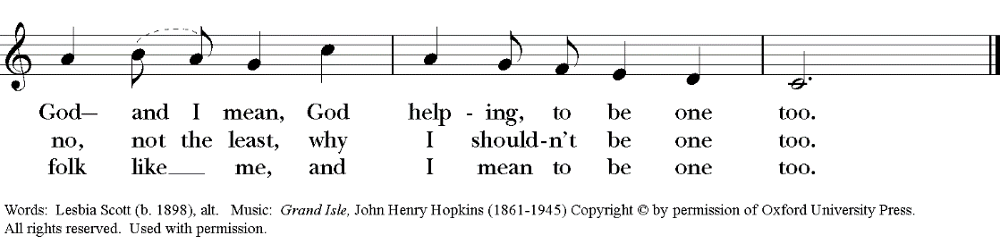 God— and I mean, God help - ing, to be one too.
no, not the least, why I should-n't be one too.
folk like___ me, and I mean to be one too.
Words: Lesbia Scott (b. 1898), alt. Music: Grand Isle, John Henry Hopkins (1861-1945) Copyright © by permission of Oxford University Press.
All rights reserved. Used with permission.